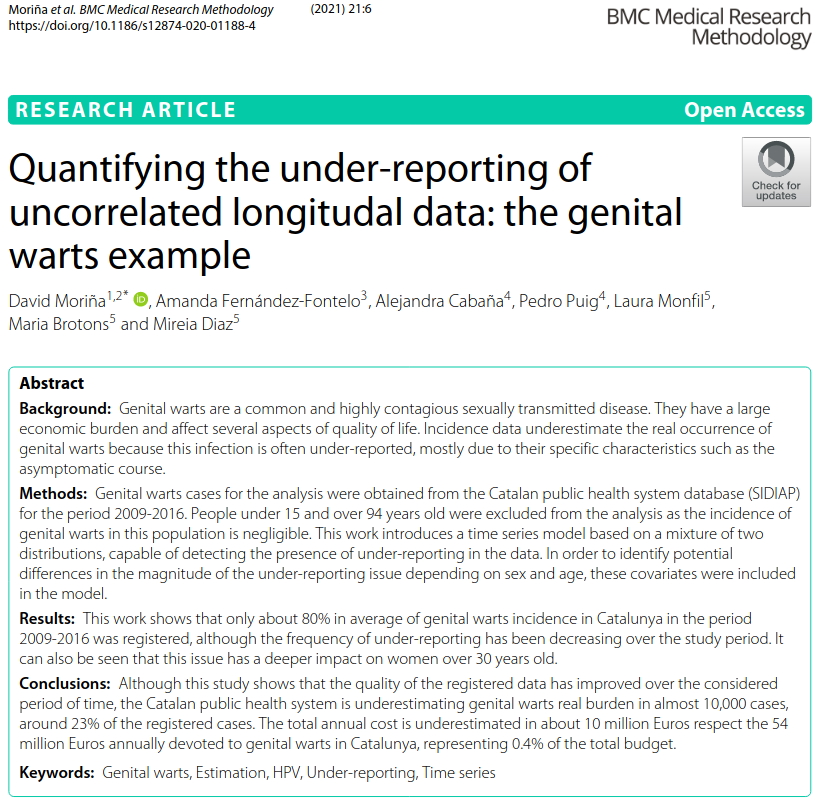 Moriña et al. BMC Medical Research Methodology (2021) 21:6
https://doi.org/10.1186/s12874-020-01188-4
BMC Medical Research
Methodology
RESEARCH ARTICLE Open Access
Quantifying the under-reporting of
uncorrelated longitudal data: the genital
warts example
Check for
updates
David Moriña1,2* iD, Amanda Fernández-Fontelo3, Alejandra Cabaña4, Pedro Puig4, Laura Monfil5,
Maria Brotons5 and Mireia Diaz5
Abstract
Background: Genital warts are a common and highly contagious sexually transmitted disease. They have a large
economic burden and affect several aspects of quality of life. Incidence data underestimate the real occurrence of
genital warts because this infection is often under-reported, mostly due to their specific characteristics such as the
asymptomatic course.
Methods: Genital warts cases for the analysis were obtained from the Catalan public health system database (SIDIAP)
for the period 2009-2016. People under 15 and over 94 years old were excluded from the analysis as the incidence of
genital warts in this population is negligible. This work introduces a time series model based on a mixture of two
distributions, capable of detecting the presence of under-reporting in the data. In order to identify potential
differences in the magnitude of the under-reporting issue depending on sex and age, these covariates were included
in the model.
Results: This work shows that only about 80% in average of genital warts incidence in Catalunya in the period
2009-2016 was registered, although the frequency of under-reporting has been decreasing over the study period. It
can also be seen that this issue has a deeper impact on women over 30 years old.
Conclusions: Although this study shows that the quality of the registered data has improved over the considered
period of time, the Catalan public health system is underestimating genital warts real burden in almost 10,000 cases,
around 23% of the registered cases. The total annual cost is underestimated in about 10 million Euros respect the 54
million Euros annually devoted to genital warts in Catalunya, representing 0.4% of the total budget.
Keywords: Genital warts, Estimation, HPV, Under-reporting, Time series